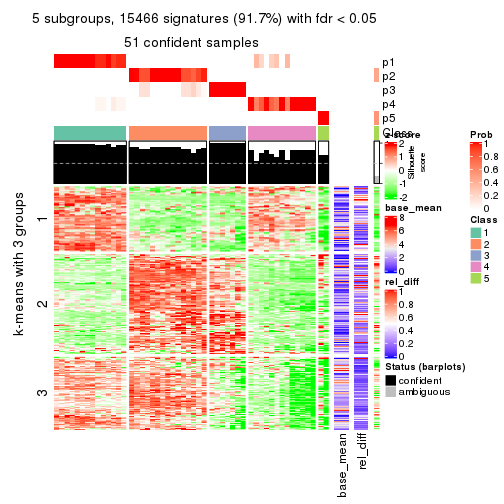 5 subgroups, 15466 signatures (91.7%) with fdr < 0.05
51 confident samples
p1
p2
p3
p4
p5
Class
k-means with 3 groups
1
2
3
z-score
2
1
0
-1
-2
Silhouette
score
base_mean
8
6
4
2
0
rel_diff
1
0.8
0.6
0.4
0.2
0
Status (barplots)
confident
ambiguous
Prob
1
0.8
0.6
0.4
0.2
0
Class
1
2
3
4
5
base_mean
rel_diff